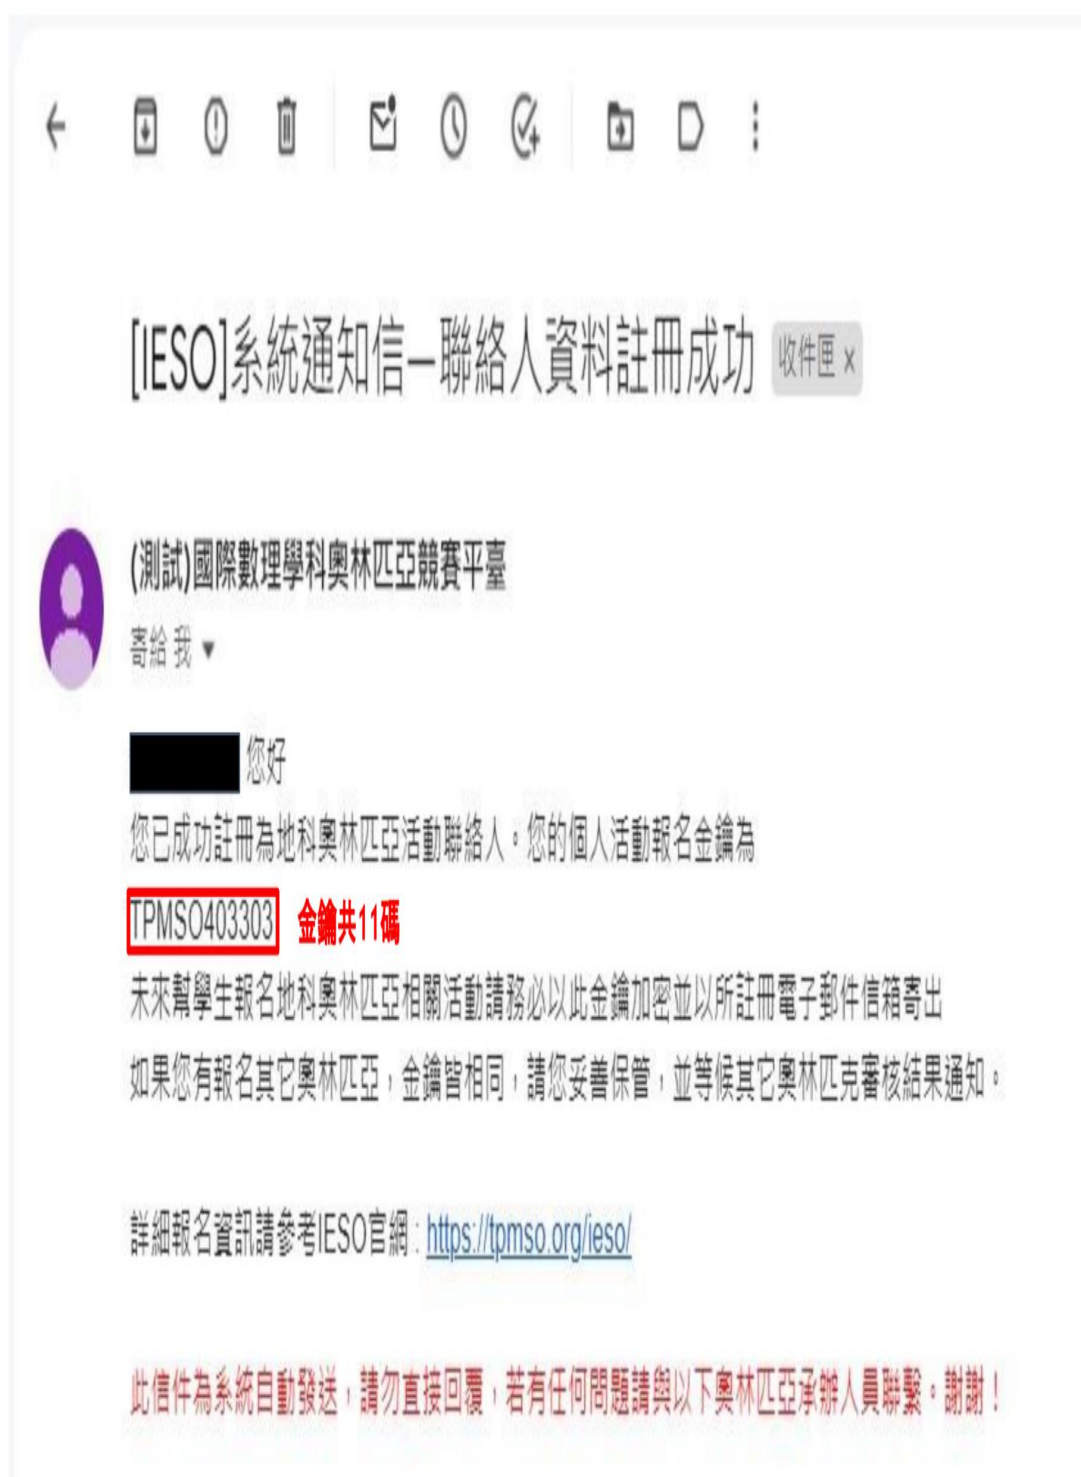 [IESO]系統通知信—聯絡人資料註冊成功 收件匣 ×
(測試)國際數理學科奧林匹亞競賽平臺
寄給 我
您好
您已成功註冊為地科奧林匹亞活動聯絡人。您的個人活動報名金鑰為
TPMSO403303 金鑰共11碼
未來幫學生報名地科奧林匹亞相關活動請務必以此金鑰加密並以所註冊電子郵件信箱寄出
如果您有報名其它奧林匹亞，金鑰皆相同，請您妥善保管，並等候其它奧林匹克審核結果通知。
詳細報名資訊請參考IESO官網 : https://tpmso.org/ieso/
此信件為系統自動發送，請勿直接回覆，若有任何問題請與以下奧林匹亞承辦人員聯繫。謝謝！